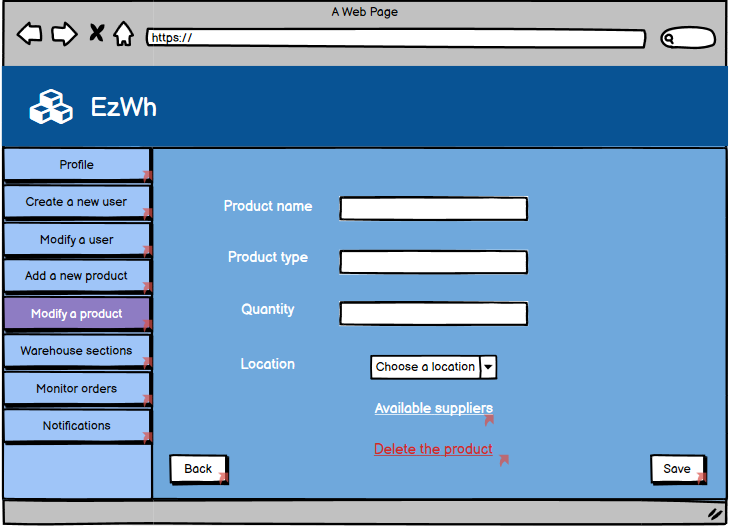 A Web Page
https://
EzWh
Profile
Create a new user
Modify a user
Add a new product
Modify a product
Warehouse sections
Monitor orders
Notifications
Product name
Product type
Quantity
Location
Choose a location
Available suppliers
Delete the product
Back
Save